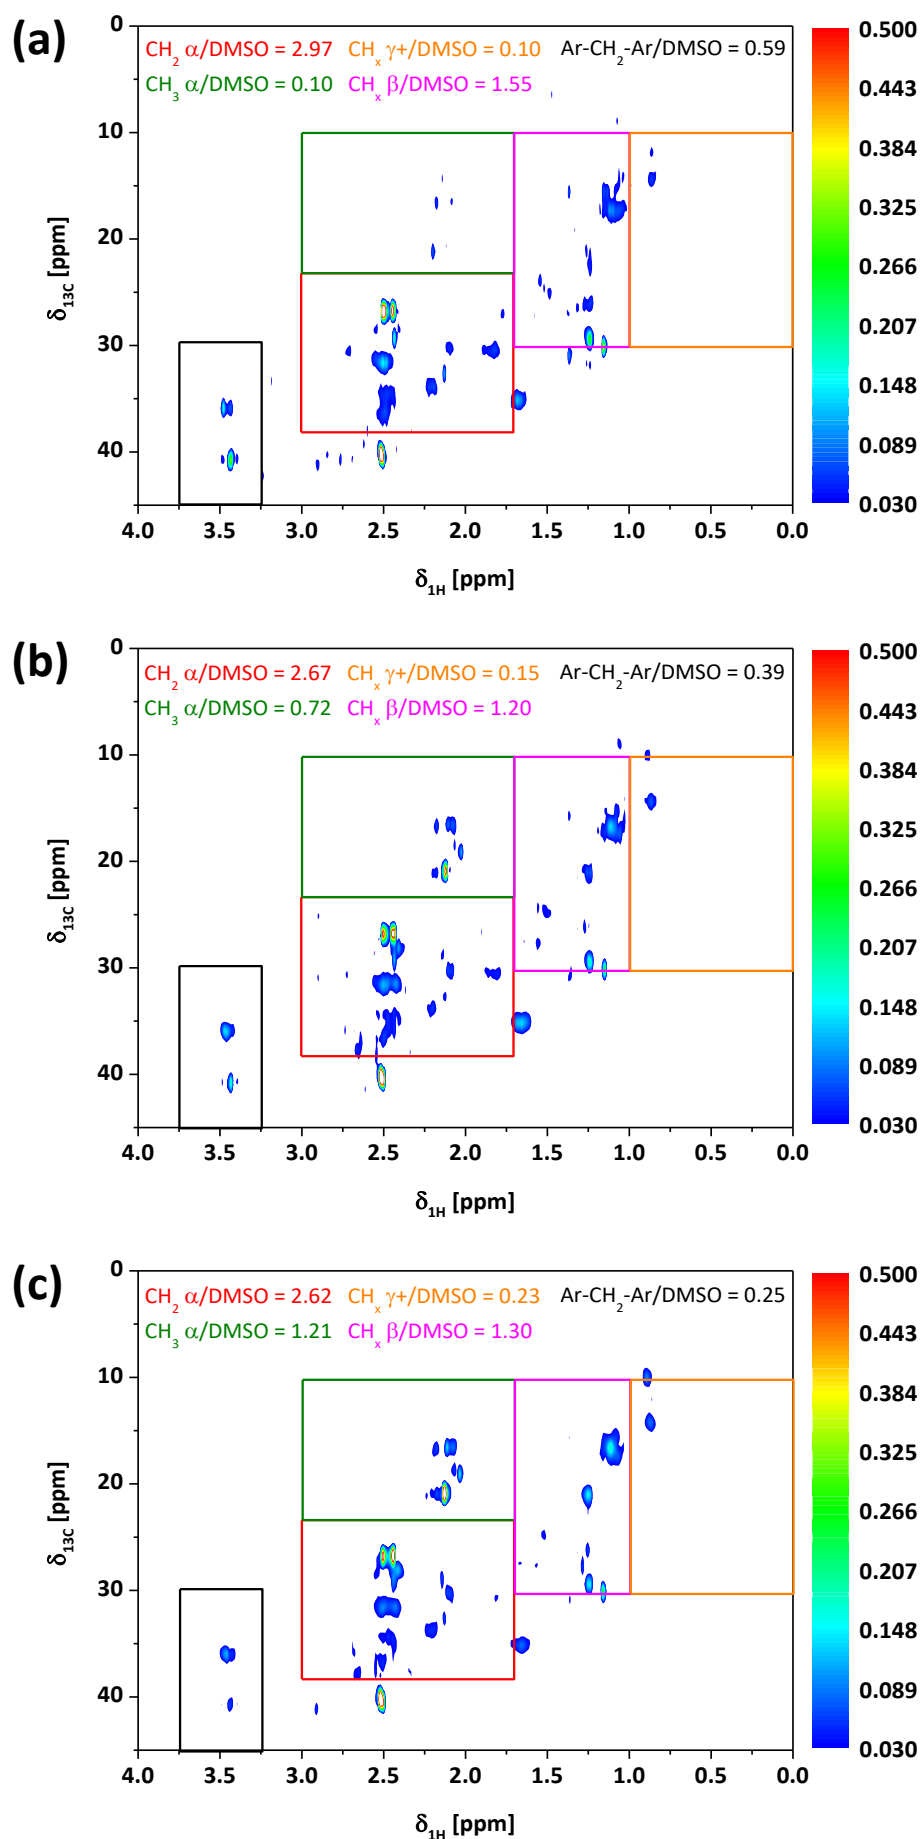 (a)
CH₂ α/DMSO = 2.97 CHₓ γ+/DMSO = 0.10 Ar-CH₂-Ar/DMSO = 0.59
CH₃ α/DMSO = 0.10 CHₓ β/DMSO = 1.55
0
10
20
30
40
δ13C [ppm]
4.0 3.5 3.0 2.5 2.0 1.5 1.0 0.5 0.0
δ1H [ppm]
0.500
0.443
0.384
0.325
0.266
0.207
0.148
0.089
0.030
(b)
CH₂ α/DMSO = 2.67 CHₓ γ+/DMSO = 0.15 Ar-CH₂-Ar/DMSO = 0.39
CH₃ α/DMSO = 0.72 CHₓ β/DMSO = 1.20
0
10
20
30
40
δ13C [ppm]
4.0 3.5 3.0 2.5 2.0 1.5 1.0 0.5 0.0
δ1H [ppm]
0.500
0.443
0.384
0.325
0.266
0.207
0.148
0.089
0.030
(c)
CH₂ α/DMSO = 2.62 CHₓ γ+/DMSO = 0.23 Ar-CH₂-Ar/DMSO = 0.25
CH₃ α/DMSO = 1.21 CHₓ β/DMSO = 1.30
0
10
20
30
40
δ13C [ppm]
4.0 3.5 3.0 2.5 2.0 1.5 1.0 0.5 0.0
δ1H [ppm]
0.500
0.443
0.384
0.325
0.266
0.207
0.148
0.089
0.030